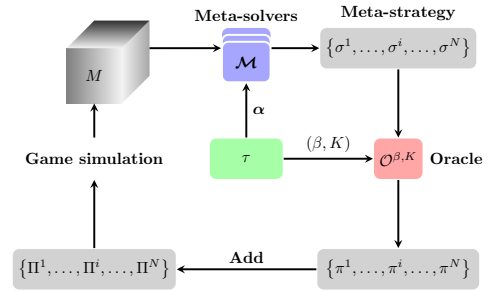 Meta-solvers
Meta-strategy
M
𝓜
{σ¹, . . . , σⁱ, . . . , σᴺ}
α
(β, K)
Game simulation
τ
𝒪^{β,K}
Oracle
Add
{Π¹, . . . , Πⁱ, . . . , Πᴺ}
{π¹, . . . , πⁱ, . . . , πᴺ}